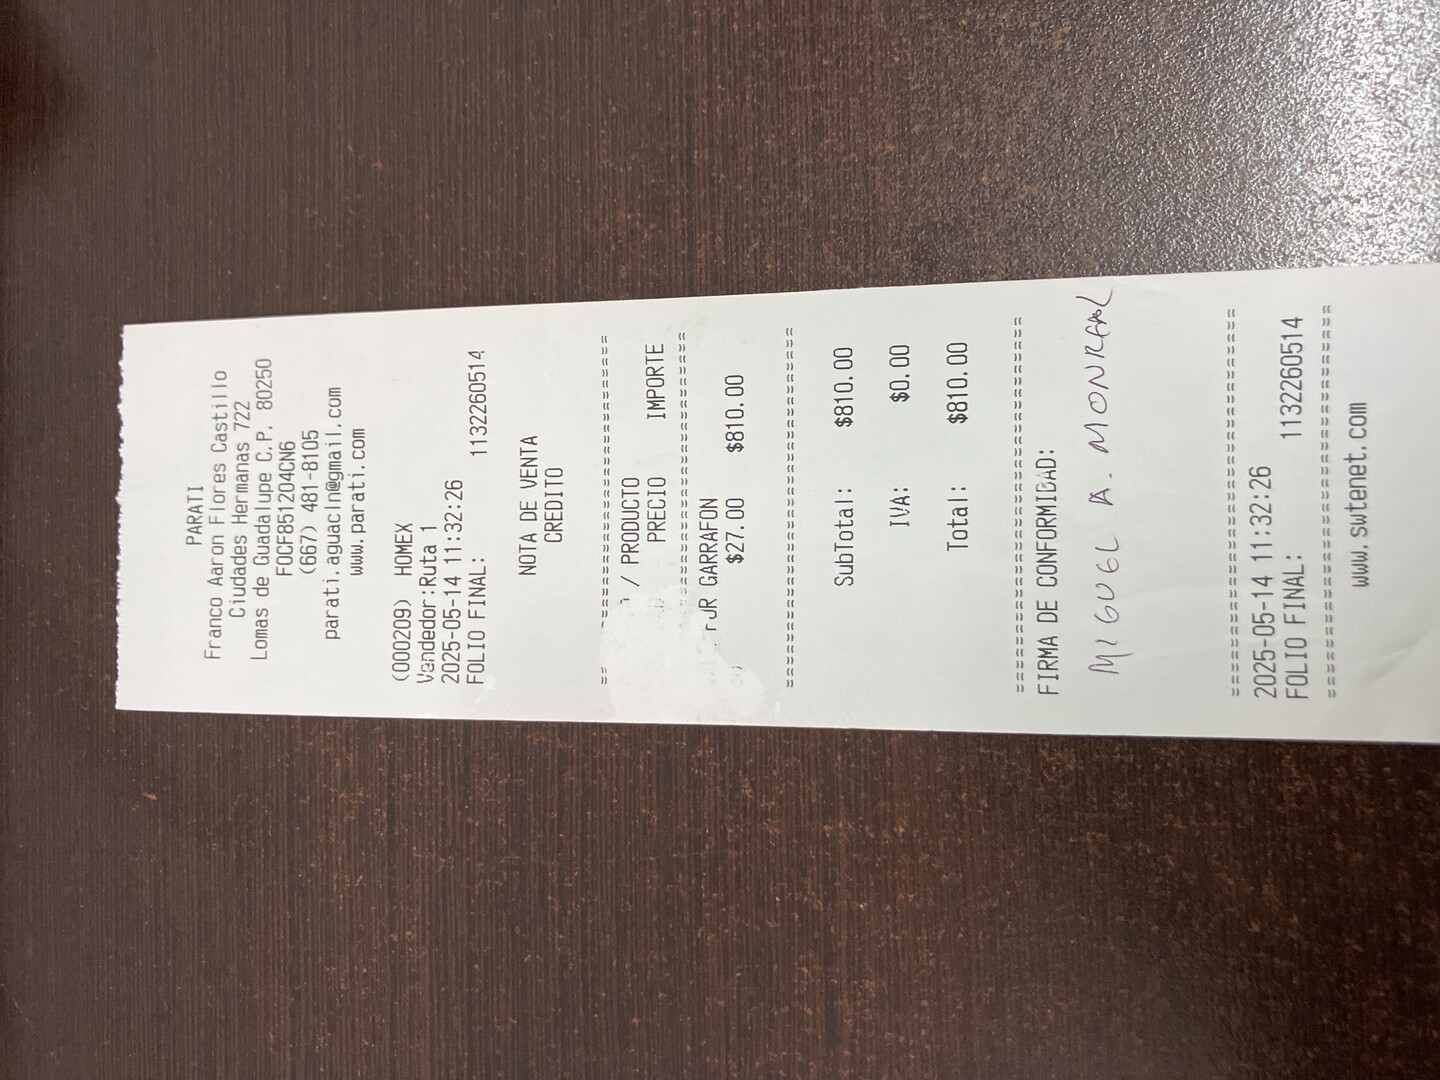 PARATI
Franco Aaron Flores Castillo
Ciudades Hermanas 722
Lomas de Guadalupe C.P. 80250
FOCF851204CN6
(667) 481-8105
parati.aguacln@gmail.com
www.parati.com
(000209) HOMEX
Vendedor:Ruta 1
2025-05-14 11:32:26
FOLIO FINAL: 1132260514
NOTA DE VENTA
CREDITO
==================================
/ PRODUCTO
PRECIO IMPORTE
==================================
GARRAFON
$27.00 $810.00
==================================
SubTotal: $810.00
IVA: $0.00
Total: $810.00
==================================
FIRMA DE CONFORMIDAD:
MIGUEL A. MONREAL
==================================
2025-05-14 11:32:26
FOLIO FINAL: 1132260514
==================================
www.swtenet.com